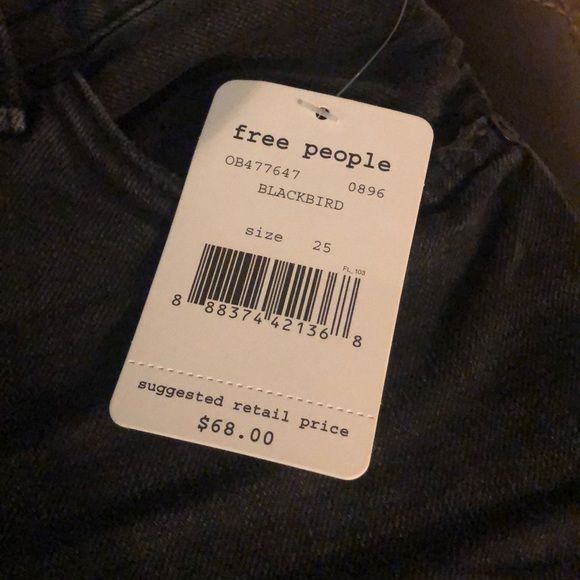 free people
OB477647 0896
BLACKBIRD
size 25
FL, 103
8 88374 42136 8
suggested retail price
$68.00